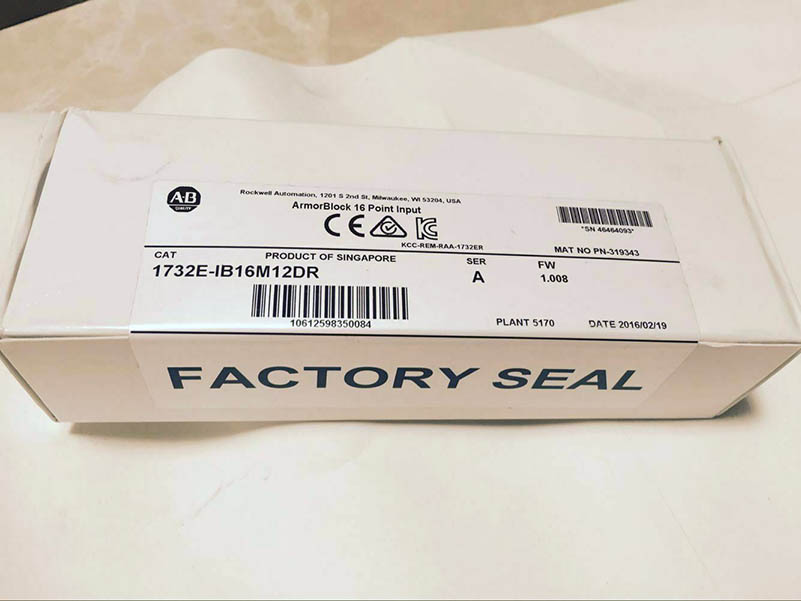 AB
QUALITY
Rockwell Automation, 1201 S 2nd St, Milwaukee, WI 53204, USA
ArmorBlock 16 Point Input
CE
KCC-REM-RAA-1732ER
*SN 46464093*
MAT NO PN-319343
CAT PRODUCT OF SINGAPORE SER FW
1732E-IB16M12DR A 1.008
10612598350084
PLANT 5170 DATE 2016/02/19
FACTORY SEAL